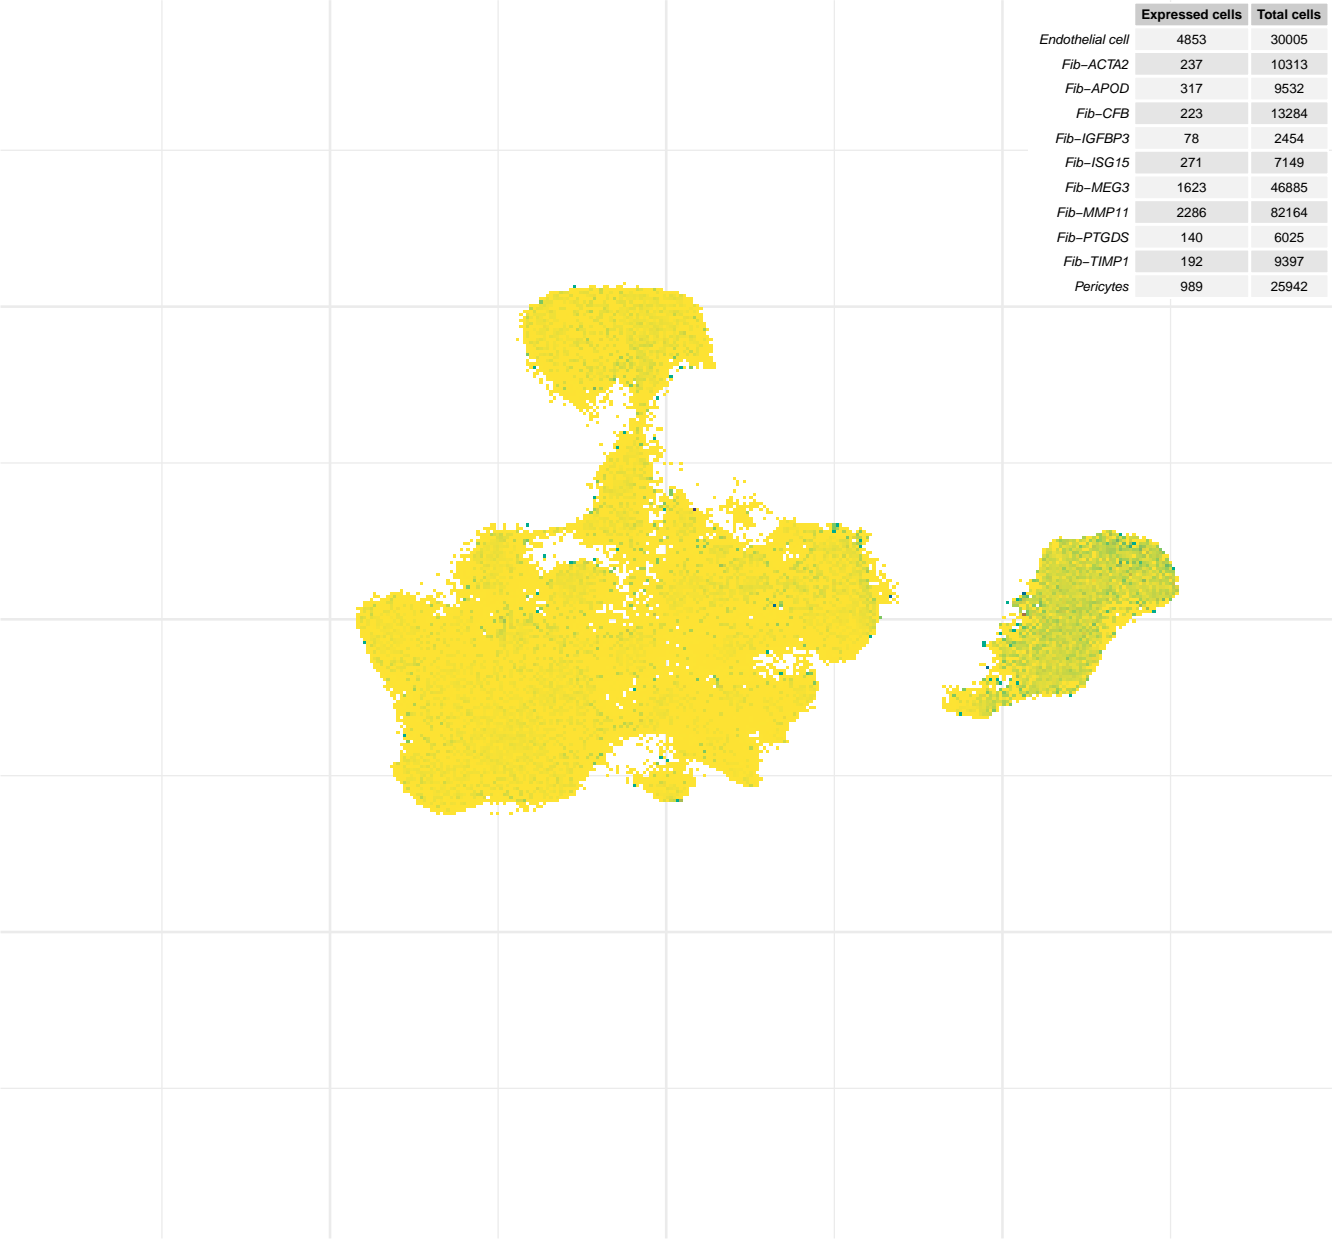 Expressed cells Total cells
Endothelial cell 4853 30005
Fib−ACTA2 237 10313
Fib−APOD 317 9532
Fib−CFB 223 13284
Fib−IGFBP3 78 2454
Fib−ISG15 271 7149
Fib−MEG3 1623 46885
Fib−MMP11 2286 82164
Fib−PTGDS 140 6025
Fib−TIMP1 192 9397
Pericytes 989 25942